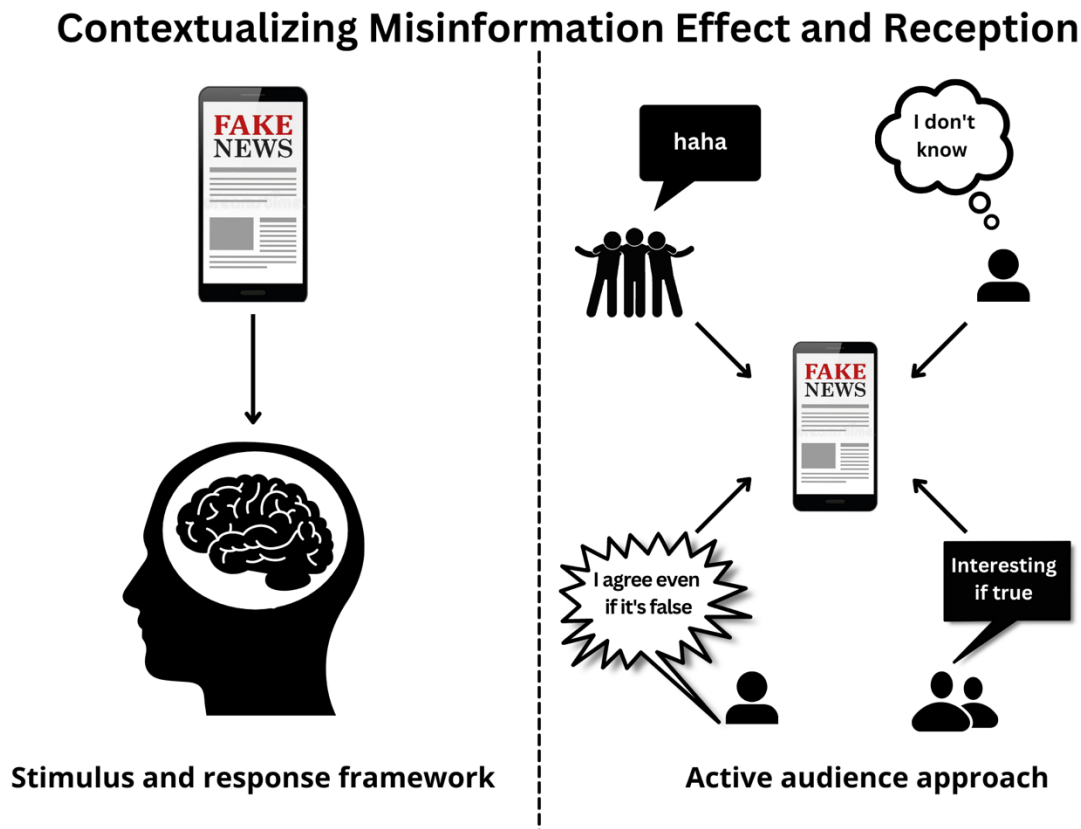 Contextualizing Misinformation Effect and Reception
FAKE
NEWS
haha
I don't
know
FAKE
NEWS
I agree even
if it's false
Interesting
if true
Stimulus and response framework
Active audience approach